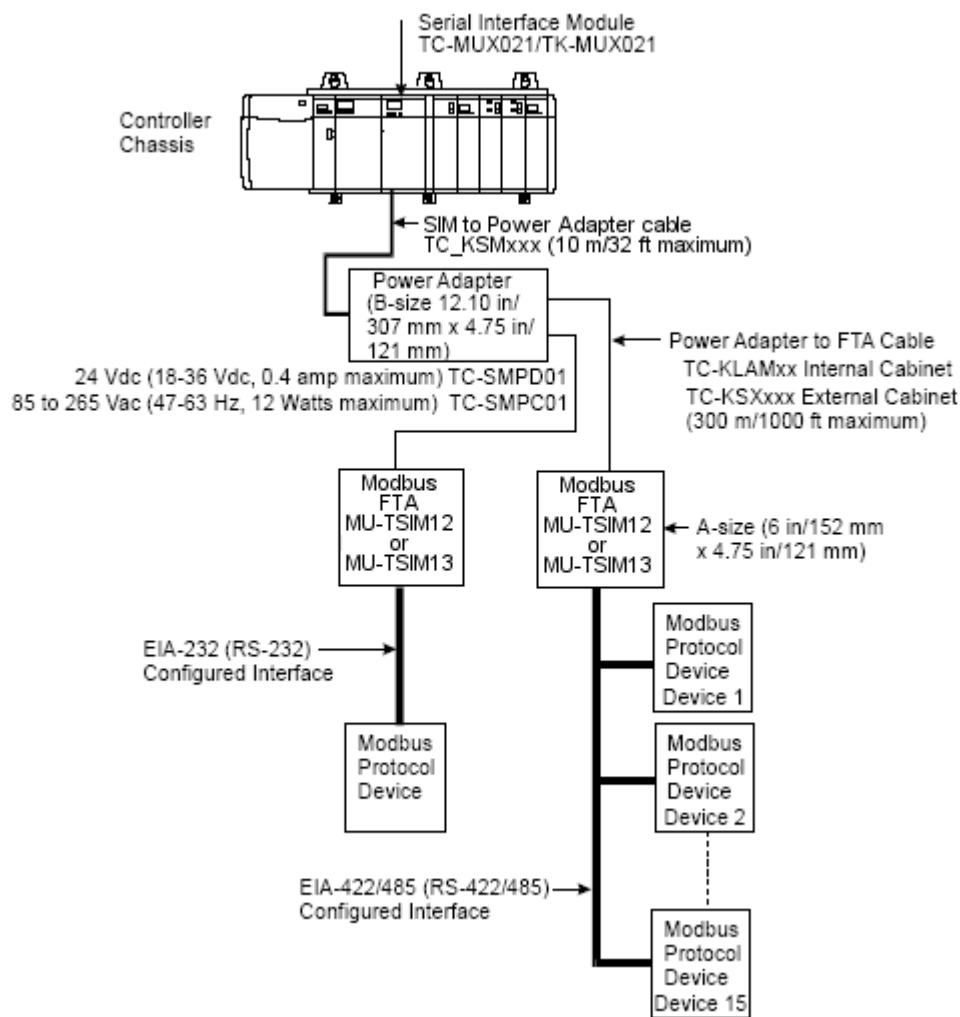 Serial Interface Module
TC-MUX021/TK-MUX021
Controller
Chassis
SIM to Power Adapter cable
TC_KSMxxx (10 m/32 ft maximum)
Power Adapter
(B-size 12.10 in/
307 mm x 4.75 in/
121 mm)
Power Adapter to FTA Cable
TC-KLAMxx Internal Cabinet
TC-KSXxxx External Cabinet
(300 m/1000 ft maximum)
24 Vdc (18-36 Vdc, 0.4 amp maximum) TC-SMPD01
85 to 265 Vac (47-63 Hz, 12 Watts maximum) TC-SMPC01
Modbus
FTA
MU-TSIM12
or
MU-TSIM13
Modbus
FTA
MU-TSIM12
or
MU-TSIM13
A-size (6 in/152 mm
x 4.75 in/121 mm)
EIA-232 (RS-232)
Configured Interface
Modbus
Protocol
Device
Device 1
Modbus
Protocol
Device
Modbus
Protocol
Device
Device 2
EIA-422/485 (RS-422/485)
Configured Interface
Modbus
Protocol
Device
Device 15